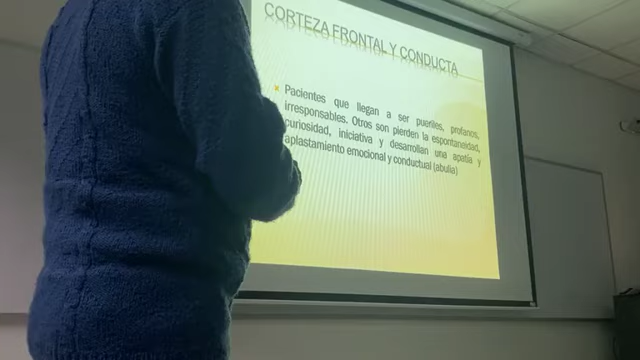 CORTEZA FRONTAL Y CONDUCTA
Pacientes que llegan a ser pueriles, profanos,
irresponsables. Otros son pierden la espontaneidad,
curiosidad, iniciativa y desarrollan una apatía y
aplastamiento emocional y conductual (abulia)